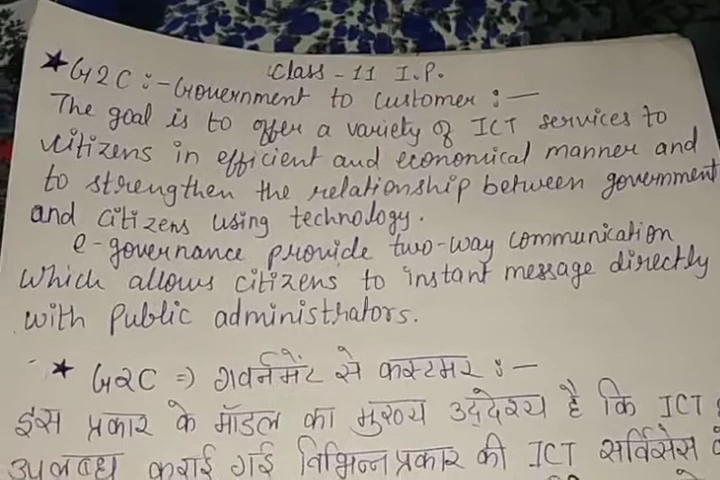 Class - 11 I.P.
★ G2C :- Government to customer : —
The goal is to offer a variety of ICT services to
citizens in efficient and economical manner and
to strengthen the relationship between government
and citizens using technology.
e-governance provide two-way communication
which allows citizens to instant message directly
with public administrators.
★ G2C => गवर्नमेंट से कस्टमर : —
इस प्रकार के मॉडल का मुख्य उद्देश्य है कि ICT
उपलब्ध कराई गई विभिन्न प्रकार की ICT सर्विसेस